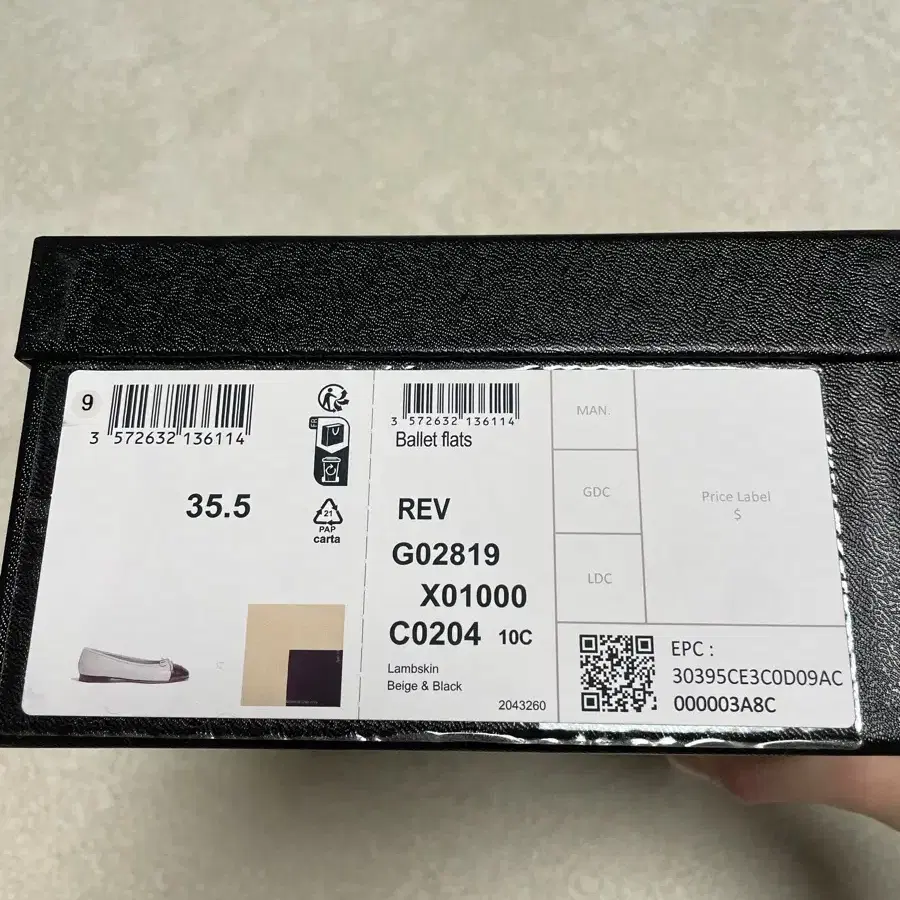 9
3 572632 136114
FR
21
PAP
carta
35.5
3 572632 136114
Ballet flats
REV
G02819
X01000
C0204 10C
Lambskin
Beige & Black
2043260
MAN.
GDC
LDC
Price Label
$
EPC :
30395CE3C0D09AC
000003A8C